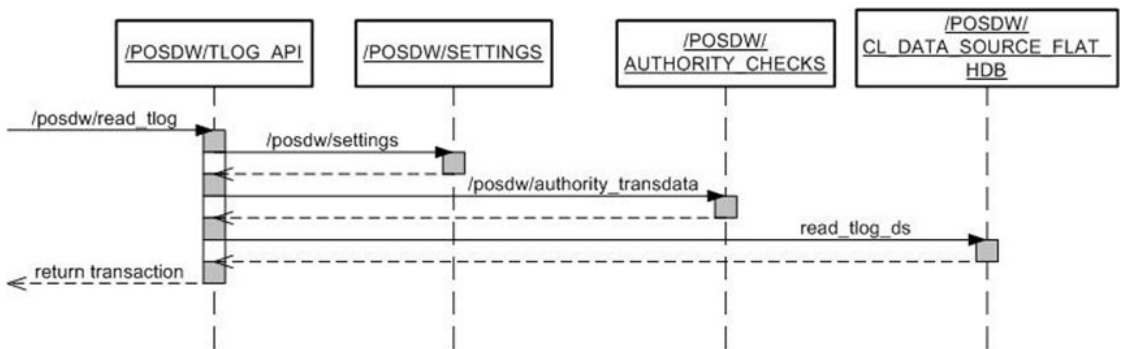 /POSDW/TLOG_API
/POSDW/SETTINGS
/POSDW/
AUTHORITY_CHECKS
/POSDW/
CL_DATA_SOURCE_FLAT_
HDB
/posdw/read_tlog
/posdw/settings
/posdw/authority_transdata
read_tlog_ds
return transaction